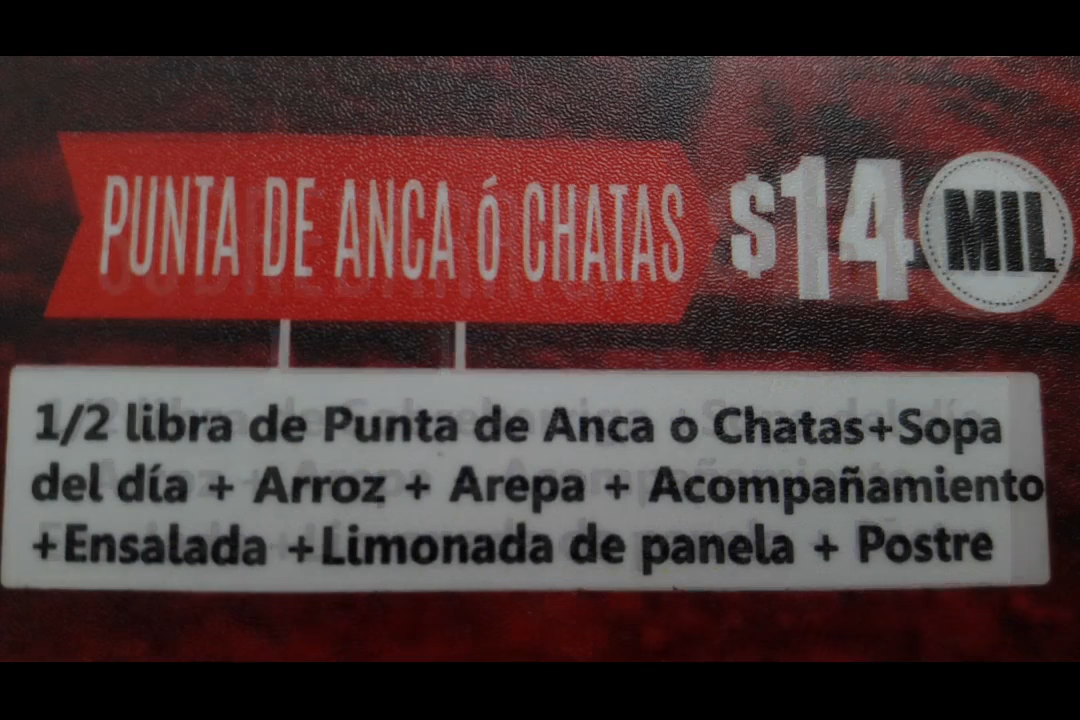 PUNTA DE ANCA Ó CHATAS $14 MIL
1/2 libra de Punta de Anca o Chatas+Sopa
del día + Arroz + Arepa + Acompañamiento
+Ensalada +Limonada de panela + Postre